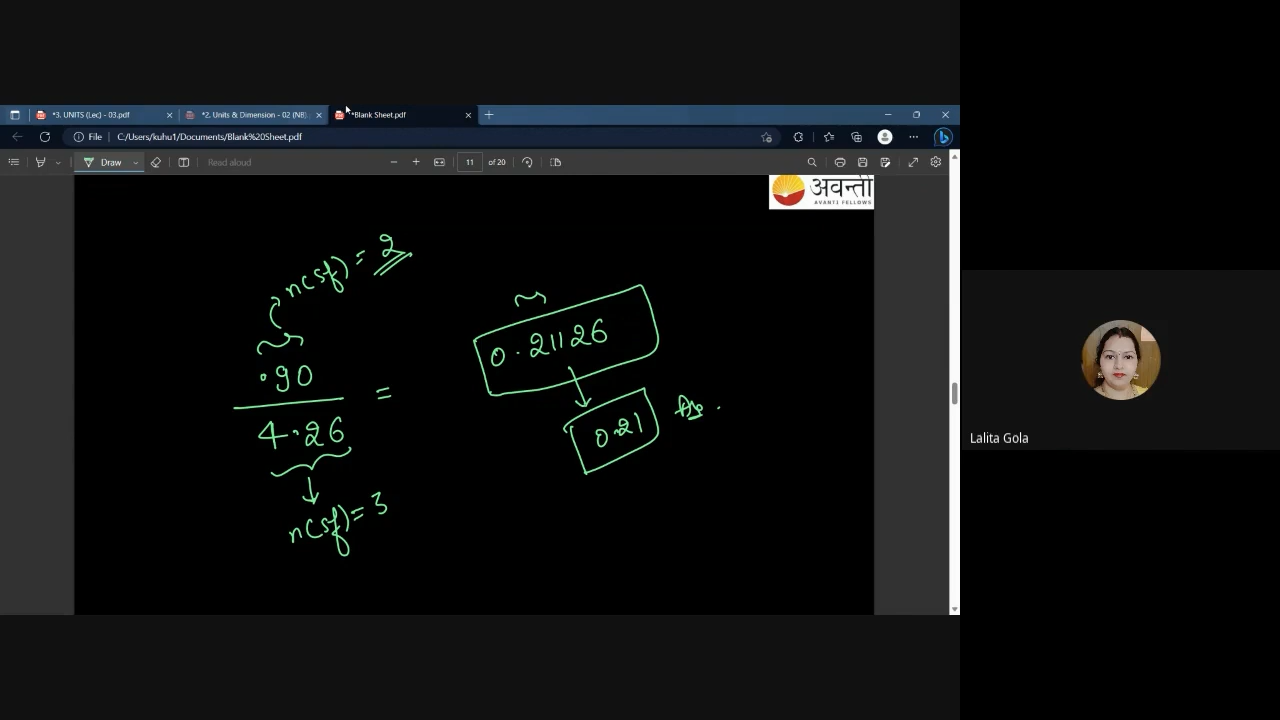 *3. UNITS (Lec) - 03.pdf
*2. Units & Dimension - 02 (NB).
*Blank Sheet.pdf
File C:/Users/kuhu1/Documents/Blank%20Sheet.pdf
Draw
Read aloud
11 of 20
अवन्ती
AVANTI FELLOWS
n(sf) = 2
.90
4.26
=
0.21126
0.21
Ans.
n(sf) = 3
Lalita Gola